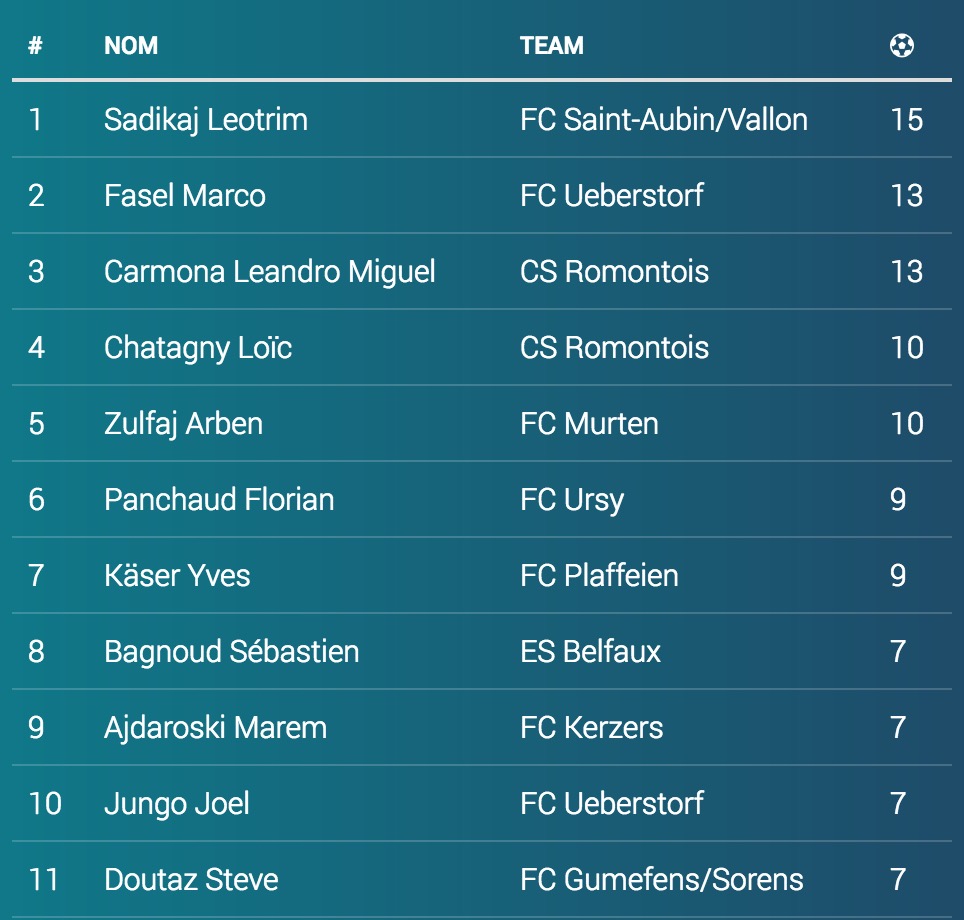 # NOM TEAM ⚽
1 Sadikaj Leotrim FC Saint-Aubin/Vallon 15
2 Fasel Marco FC Ueberstorf 13
3 Carmona Leandro Miguel CS Romontois 13
4 Chatagny Loïc CS Romontois 10
5 Zulfaj Arben FC Murten 10
6 Panchaud Florian FC Ursy 9
7 Käser Yves FC Plaffeien 9
8 Bagnoud Sébastien ES Belfaux 7
9 Ajdaroski Marem FC Kerzers 7
10 Jungo Joel FC Ueberstorf 7
11 Doutaz Steve FC Gumefens/Sorens 7